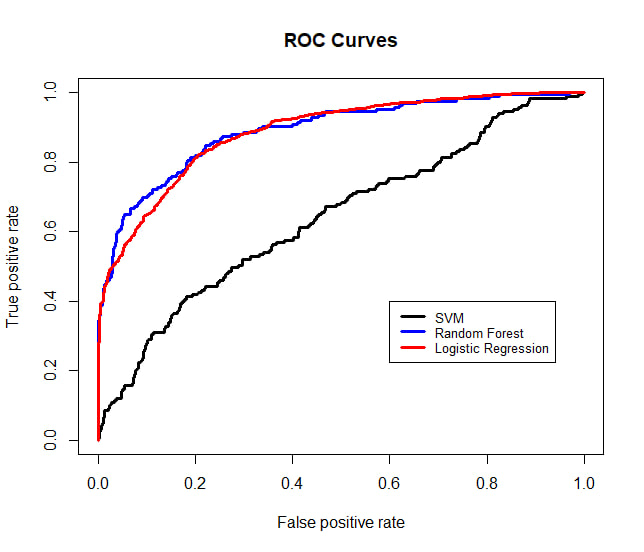 ROC Curves
True positive rate
1.0
0.8
0.6
0.4
0.2
0.0
SVM
Random Forest
Logistic Regression
0.0 0.2 0.4 0.6 0.8 1.0
False positive rate